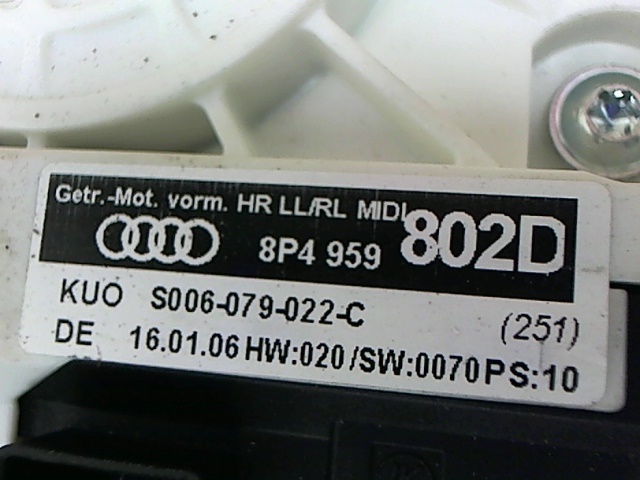 Getr.-Mot. vorm. HR LL/RL MIDI
8P4 959 802D
KUO S006-079-022-C (251)
DE 16.01.06 HW:020/SW:0070 PS:10